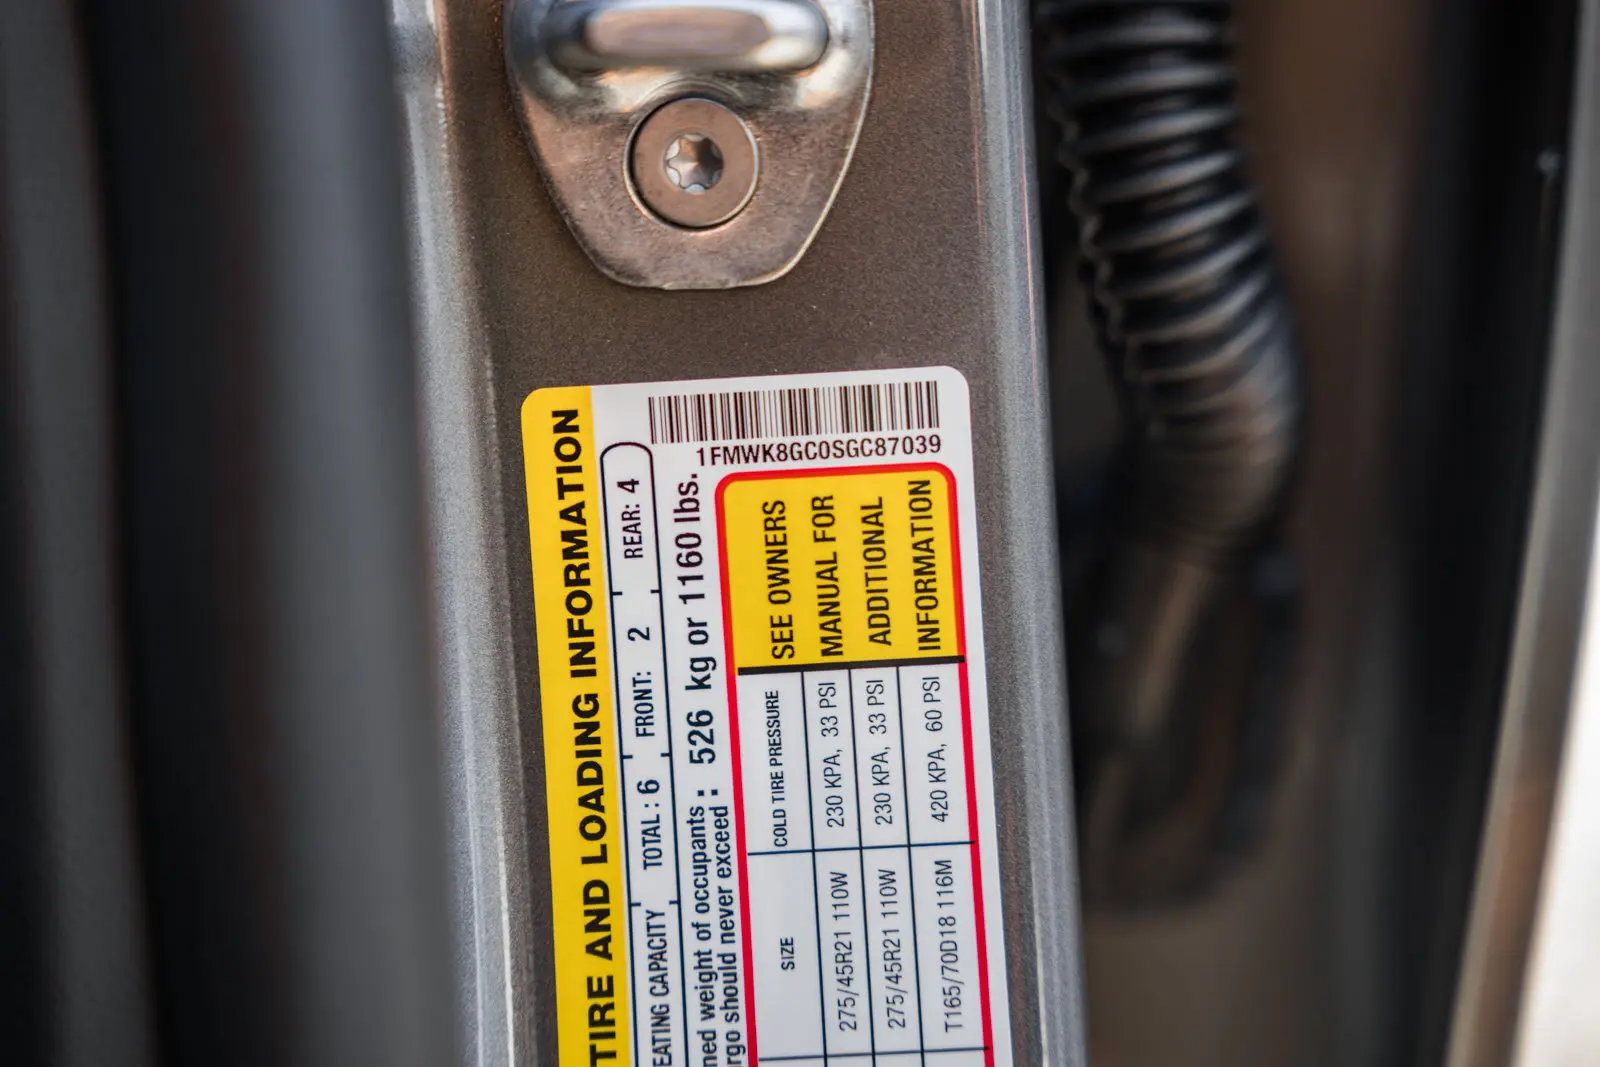 1FMWK8GC0SGC87039
TIRE AND LOADING INFORMATION
EATING CAPACITY TOTAL : 6 FRONT: 2 REAR: 4
ned weight of occupants : 526 kg or 1160 lbs.
rgo should never exceed :
SIZE COLD TIRE PRESSURE
275/45R21 110W 230 KPA, 33 PSI
275/45R21 110W 230 KPA, 33 PSI
T165/70D18 116M 420 KPA, 60 PSI
SEE OWNERS
MANUAL FOR
ADDITIONAL
INFORMATION